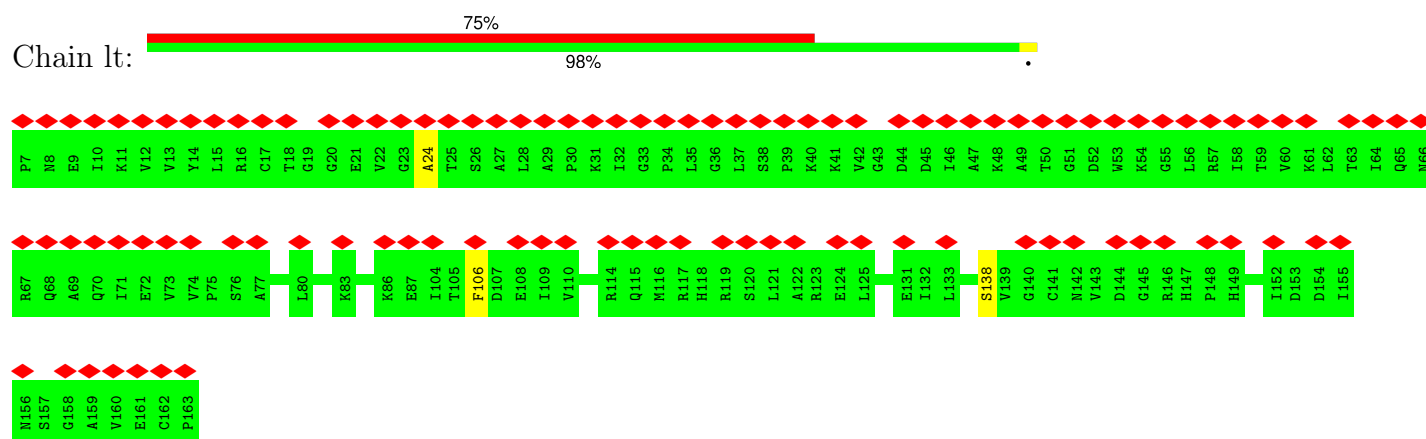 75%
Chain lt:
98% •
P7 N8 E9 I10 K11 V12 V13 Y14 L15 R16 C17 T18 G19 G20 E21 V22 G23 A24 T25 S26 A27 L28 A29 P30 K31 I32 G33 P34 L35 G36 L37 S38 P39 K40 K41 V42 G43 D44 D45 I46 A47 K48 A49 T50 G51 D52 W53 K54 G55 L56 R57 I58 T59 V60 K61 L62 T63 I64 Q65 N66
R67 Q68 A69 Q70 I71 E72 V73 V74 P75 S76 A77 L80 K83 K86 E87 I104 T105 F106 D107 E108 I109 V110 R114 Q115 M116 R117 H118 R119 S120 L121 A122 R123 E124 L125 E131 I132 L133 S138 V139 G140 C141 N142 V143 D144 G145 R146 H147 P148 H149 I152 D153 D154 I155
N156 S157 G158 A159 V160 E161 C162 P163